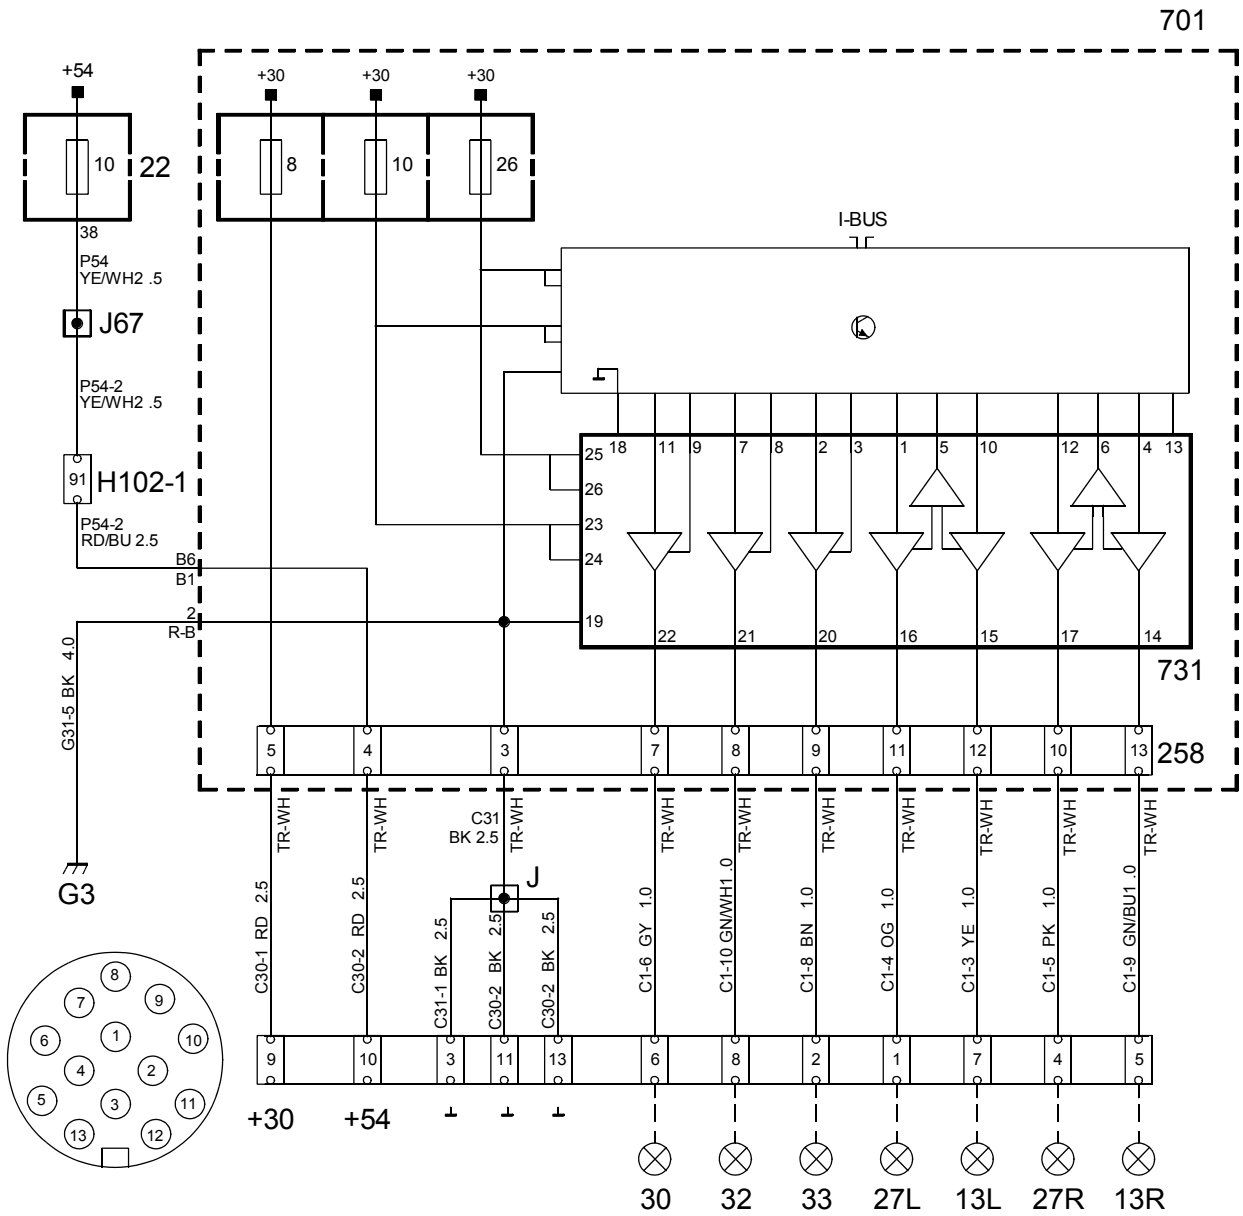 701
+54
+30 +30 +30
10 22 8 10 26
38
I-BUS
P54
YE/WH2 .5
J67
P54-2
YE/WH2 .5
18 11 9 7 8 2 3 1 5 10 12 6 4 13
25
91 H102-1
26
P54-2
RD/BU 2.5
23
24
B6
B1
2
R-B
19
22 21 20 16 15 17 14
731
G31-5 BK 4.0
5 4 3 7 8 9 11 12 10 13 258
TR-WH TR-WH TR-WH TR-WH TR-WH TR-WH TR-WH TR-WH TR-WH TR-WH
C31
BK 2.5
G3
J
C30-1 RD 2.5
C30-2 RD 2.5
C31-1 BK 2.5
C30-2 BK 2.5
C30-2 BK 2.5
C1-6 GY 1.0
C1-10 GN/WH1 .0
C1-8 BN 1.0
C1-4 OG 1.0
C1-3 YE 1.0
C1-5 PK 1.0
C1-9 GN/BU1 .0
8
7 9
6 1 10
4 2
5 3 11
13 12
9 10 3 11 13 6 8 2 1 7 4 5
+30 +54
30 32 33 27L 13L 27R 13R